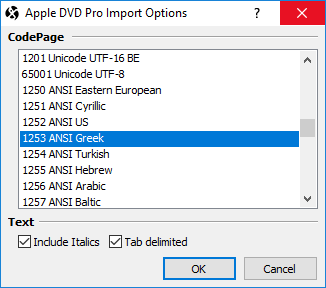 Apple DVD Pro Import Options
CodePage
1201 Unicode UTF-16 BE
65001 Unicode UTF-8
1250 ANSI Eastern European
1251 ANSI Cyrillic
1252 ANSI US
1253 ANSI Greek
1254 ANSI Turkish
1255 ANSI Hebrew
1256 ANSI Arabic
1257 ANSI Baltic
Text
Include Italics Tab delimited
OK Cancel